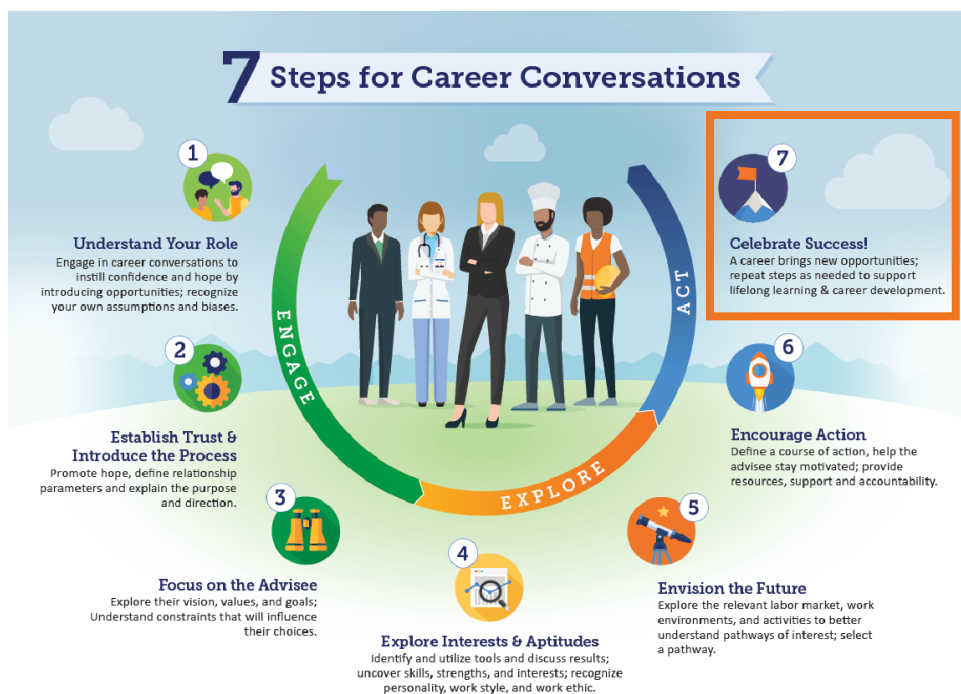 7 Steps for Career Conversations
1
Understand Your Role
Engage in career conversations to
instill confidence and hope by
introducing opportunities; recognize
your own assumptions and biases.
2
Establish Trust &
Introduce the Process
Promote hope, define relationship
parameters and explain the purpose
and direction.
3
Focus on the Advisee
Explore their vision, values, and goals;
Understand constraints that will influence
their choices.
4
Explore Interests & Aptitudes
Identify and utilize tools and discuss results;
uncover skills, strengths, and interests; recognize
personality, work style, and work ethic.
5
Envision the Future
Explore the relevant labor market, work
environments, and activities to better
understand pathways of interest; select
a pathway.
6
Encourage Action
Define a course of action, help the
advisee stay motivated; provide
resources, support and accountability.
7
Celebrate Success!
A career brings new opportunities;
repeat steps as needed to support
lifelong learning & career development.
ENGAGE
EXPLORE
ACT